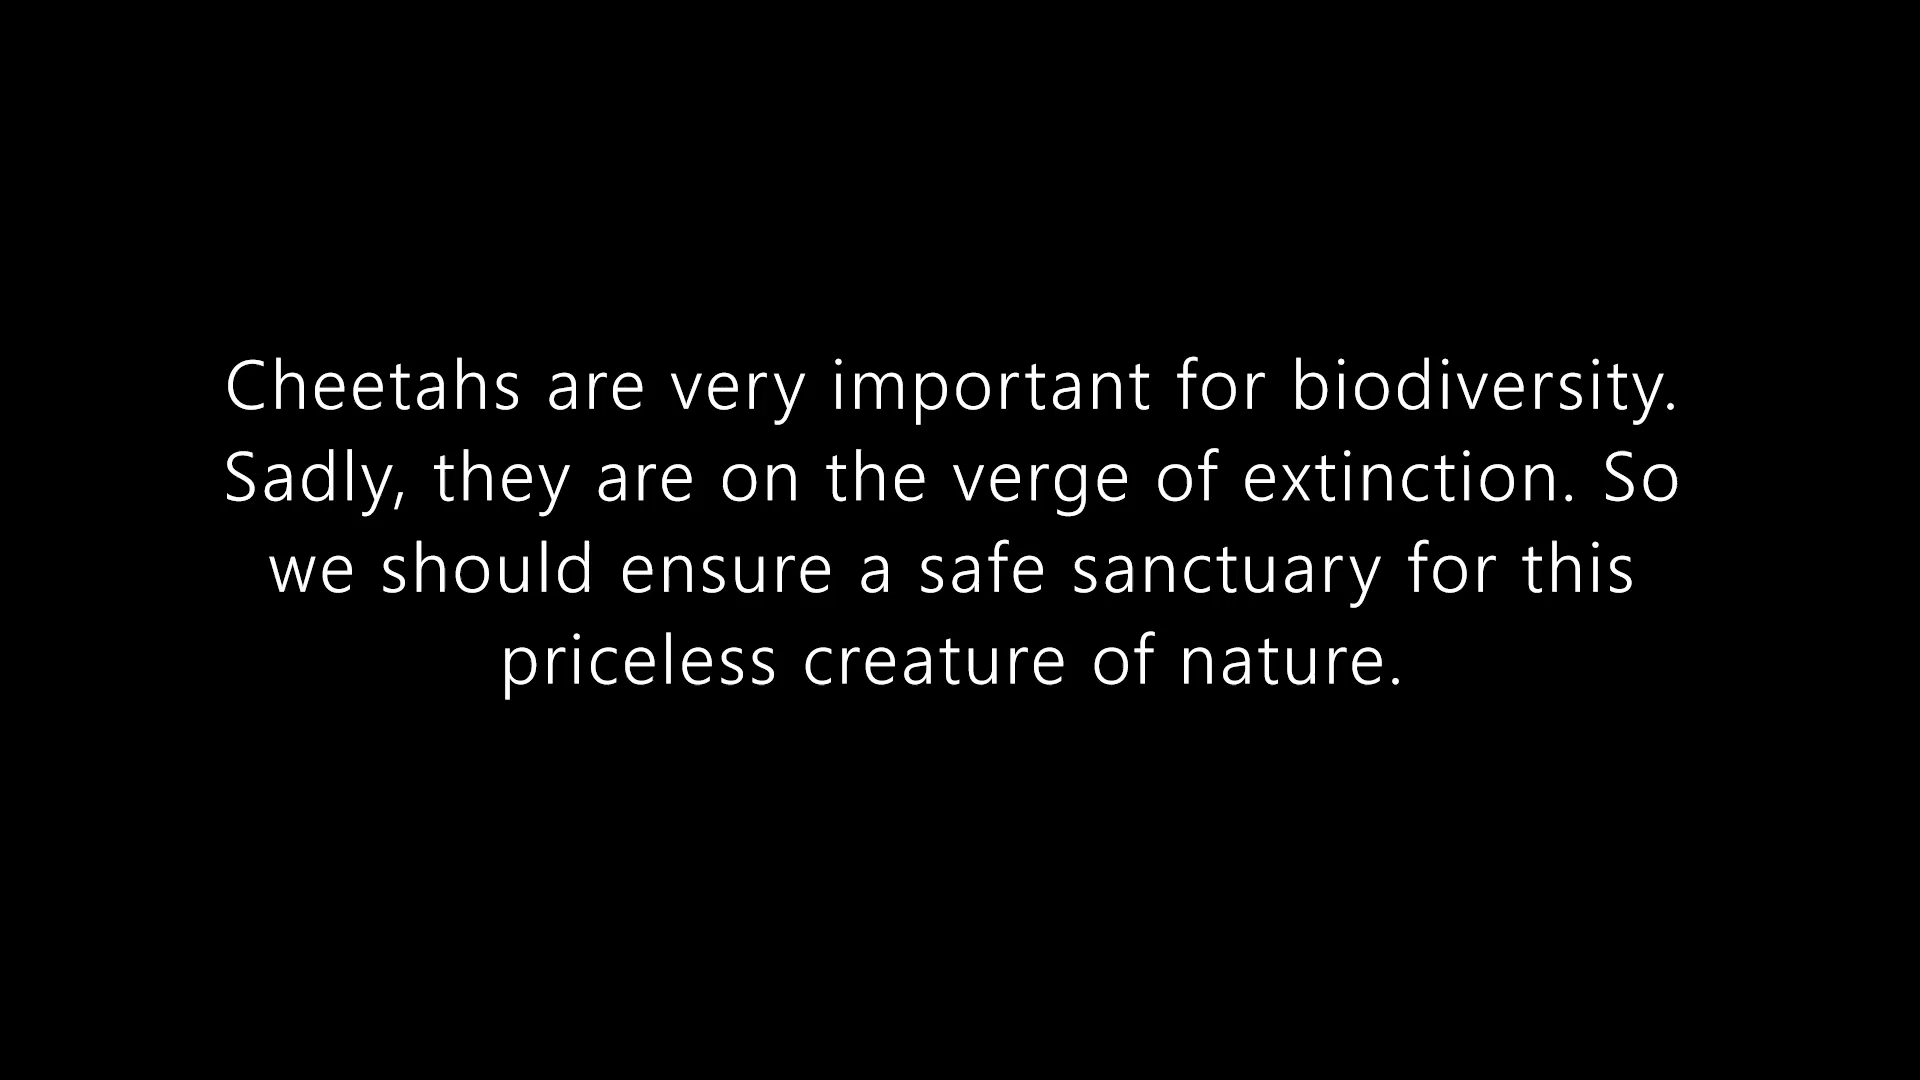 Cheetahs are very important for biodiversity.
Sadly, they are on the verge of extinction. So
we should ensure a safe sanctuary for this
priceless creature of nature.